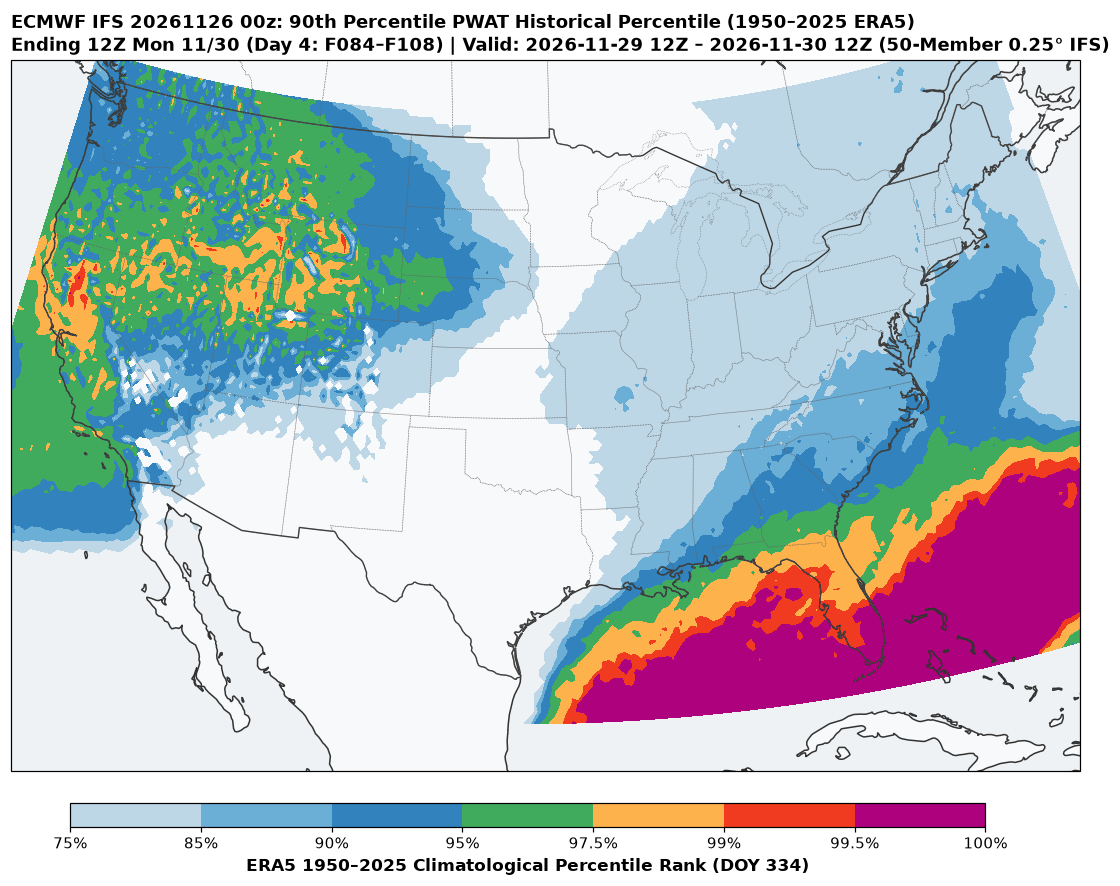 ECMWF IFS 20261126 00z: 90th Percentile PWAT Historical Percentile (1950–2025 ERA5)
Ending 12Z Mon 11/30 (Day 4: F084–F108) | Valid: 2026-11-29 12Z – 2026-11-30 12Z (50-Member 0.25° IFS)
75% 85% 90% 95% 97.5% 99% 99.5% 100%
ERA5 1950–2025 Climatological Percentile Rank (DOY 334)